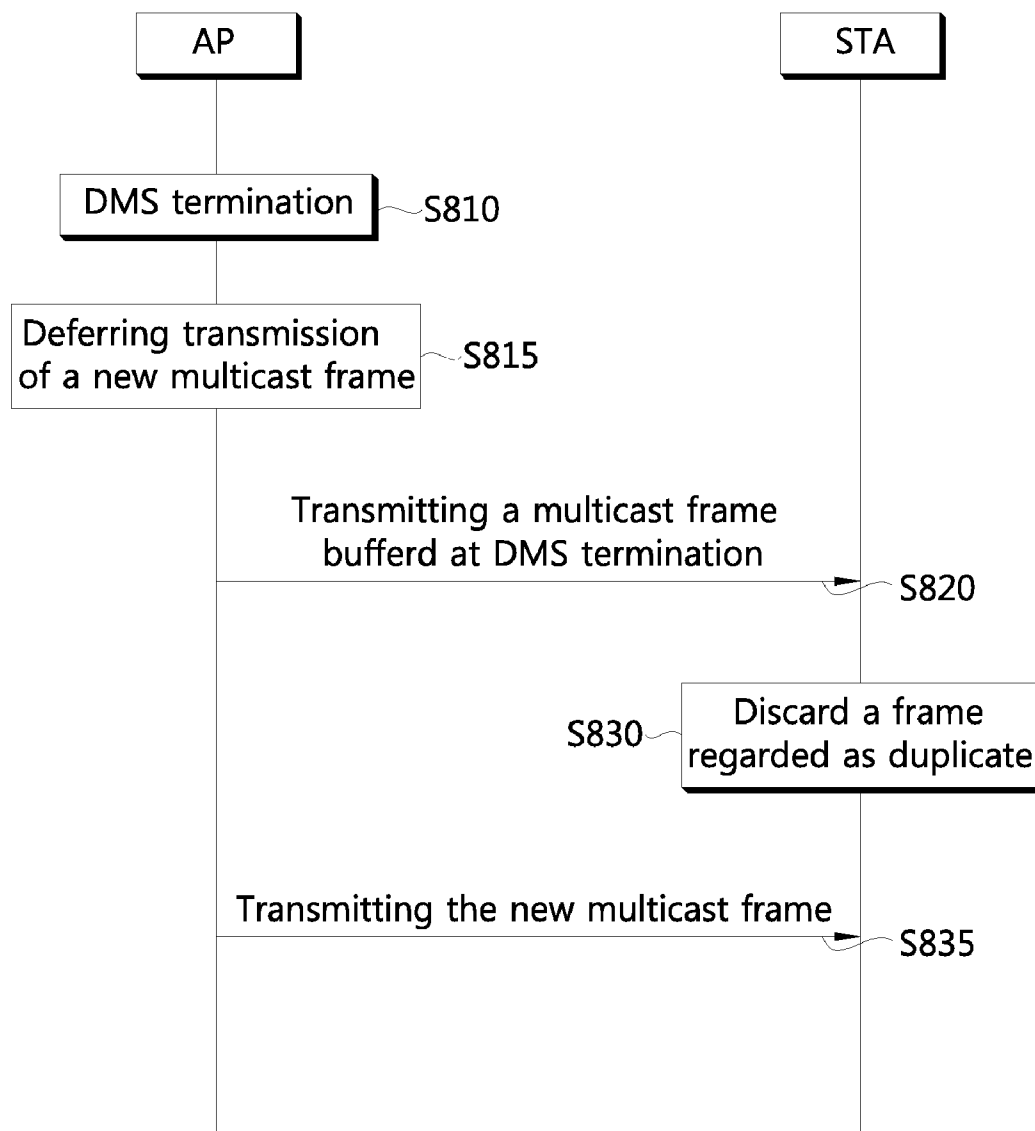 AP
STA
DMS termination
S810
Deferring transmission
of a new multicast frame
S815
Transmitting a multicast frame
bufferd at DMS termination
S820
Discard a frame
regarded as duplicate
S830
Transmitting the new multicast frame
S835